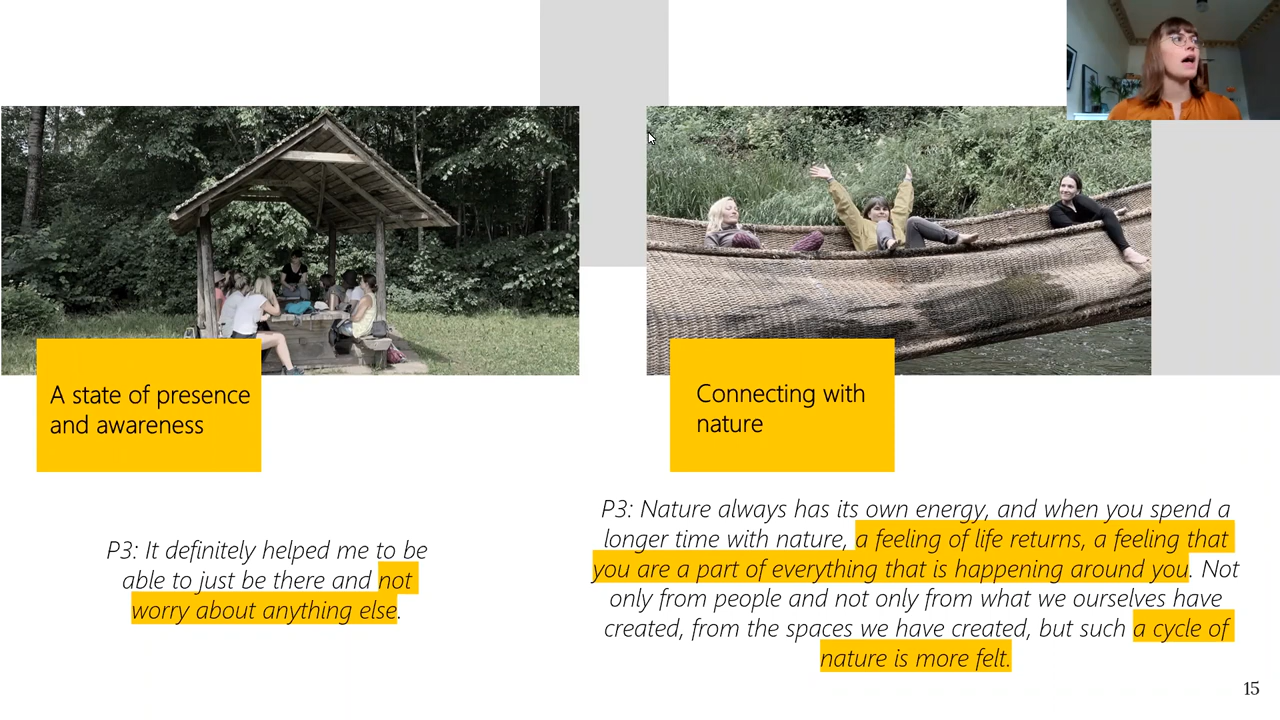 A state of presence
and awareness
P3: It definitely helped me to be
able to just be there and not
worry about anything else.
Connecting with
nature
P3: Nature always has its own energy, and when you spend a
longer time with nature, a feeling of life returns, a feeling that
you are a part of everything that is happening around you. Not
only from people and not only from what we ourselves have
created, from the spaces we have created, but such a cycle of
nature is more felt.
15